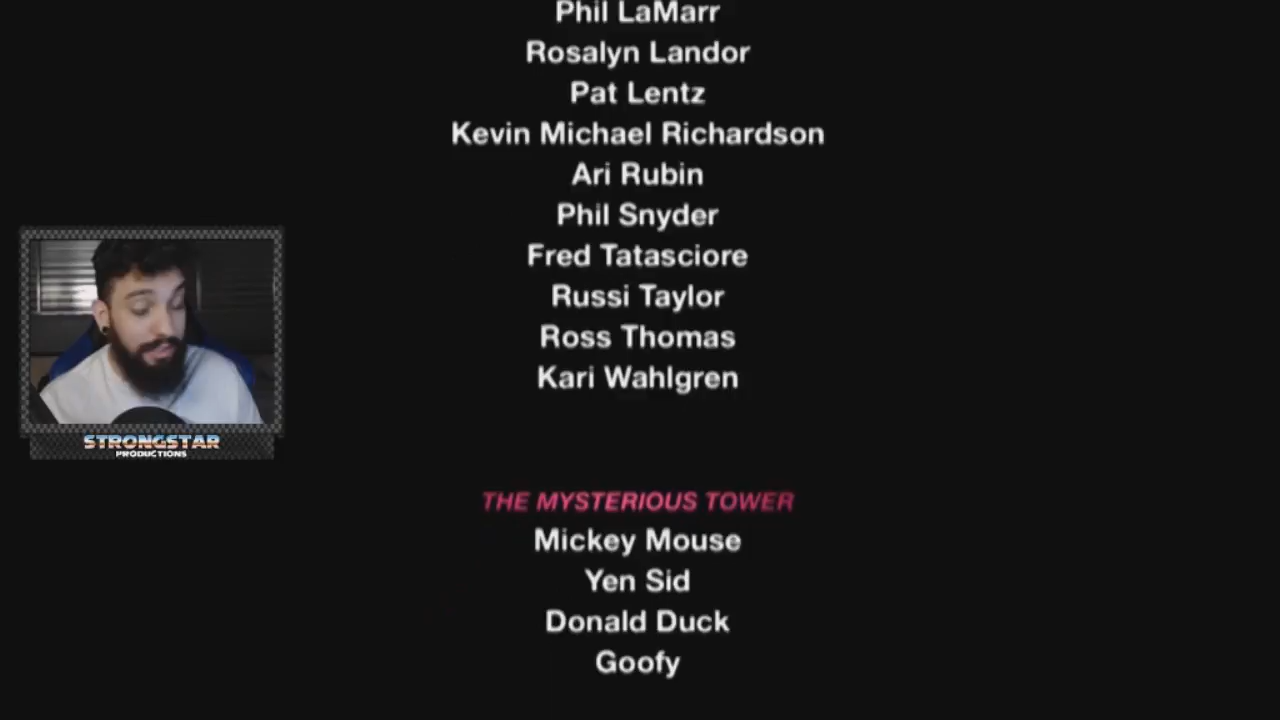 Phil LaMarr
Rosalyn Landor
Pat Lentz
Kevin Michael Richardson
Ari Rubin
Phil Snyder
Fred Tatasciore
Russi Taylor
Ross Thomas
Kari Wahlgren
STRONGSTAR
PRODUCTIONS
THE MYSTERIOUS TOWER
Mickey Mouse
Yen Sid
Donald Duck
Goofy